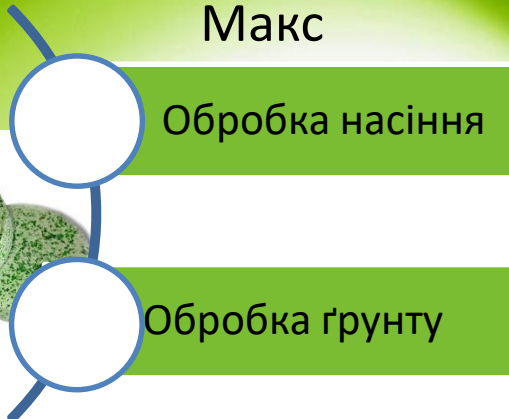 Макс
Обробка насіння
Обробка ґрунту